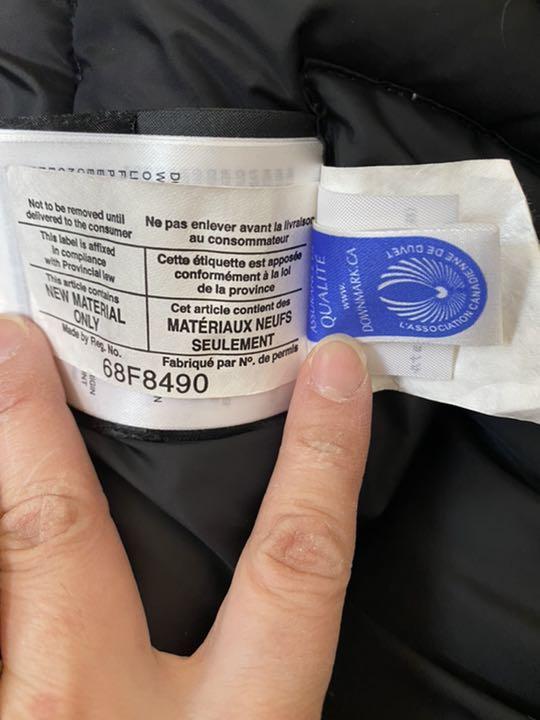 Not to be removed until
delivered to the consumer
Ne pas enlever avant la livraison
au consommateur
This label is affixed
in compliance
with Provincial law
Cette étiquette est apposée
conformément à la loi
de la province
This article contains
NEW MATERIAL
ONLY
Cet article contient des
MATÉRIAUX NEUFS
SEULEMENT
Made by Reg. No.
Fabriqué par Nº. de permis
68F8490
QUALITÉ
www.
DOWNMARK.CA
L'ASSOCIATION CANADIENNE DE DUVET